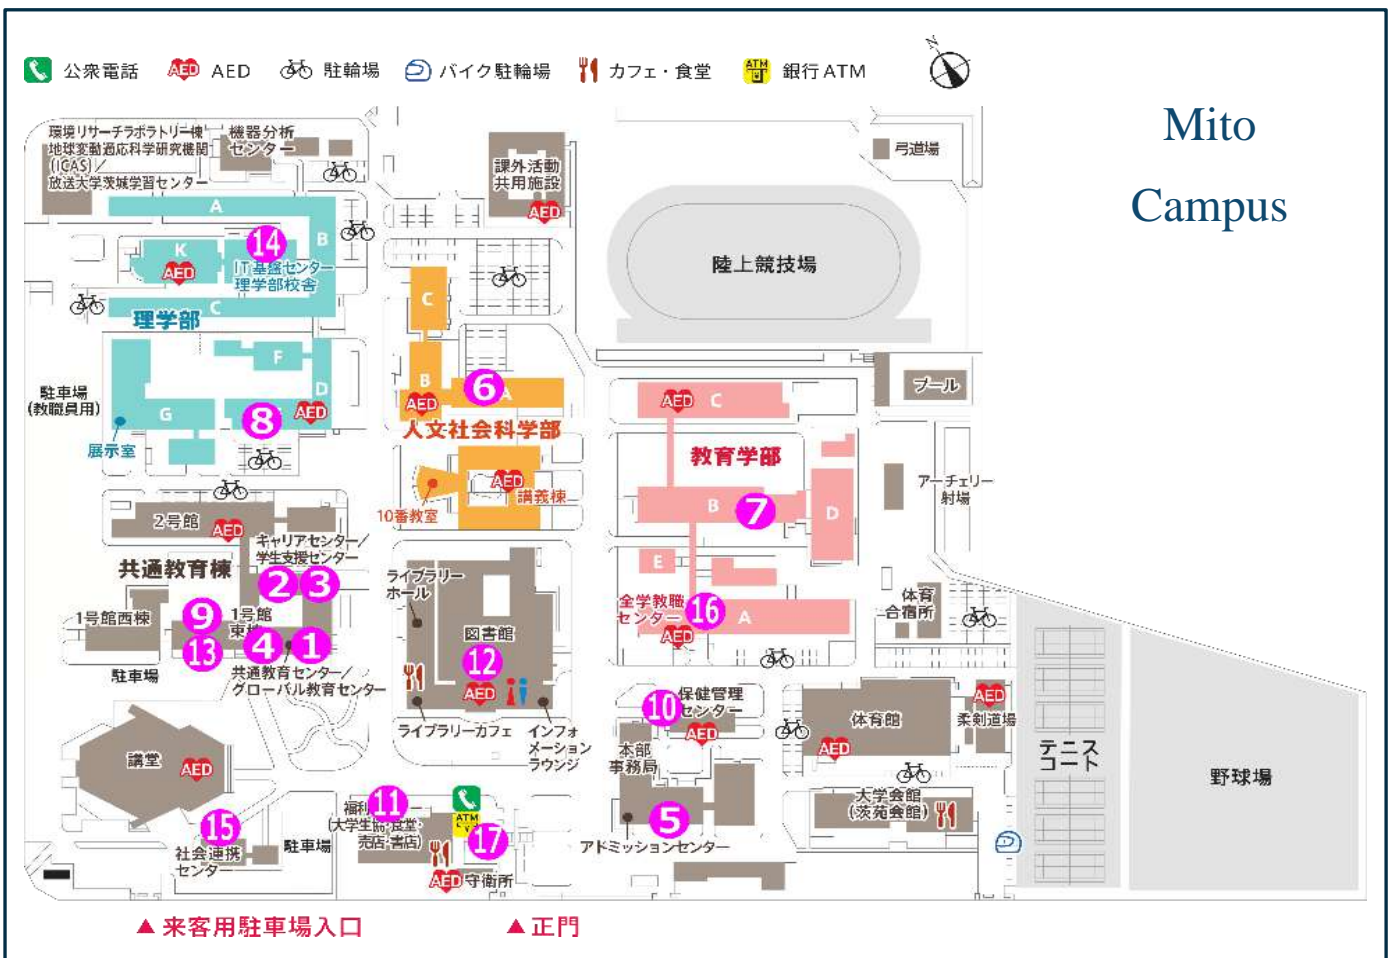 公衆電話
AED
駐輪場
バイク駐輪場
カフェ・食堂
ATM
銀行ATM
N
Mito
Campus
環境リサーチラボラトリー棟
地球変動適応科学研究機関
(ICAS)/
放送大学茨城学習センター
機器分析
センター
課外活動
共用施設
AED
弓道場
陸上競技場
A
B
K
AED
14
IT基盤センター
理学部校舎
C
理学部
F
D
G
8
AED
展示室
駐車場
(教職員用)
C
B
6
A
AED
人文社会科学部
AED
講義棟
10番教室
AED
C
教育学部
B
7
D
E
全学教職
センター
16
A
AED
プール
アーチェリー
射場
体育
合宿所
2号館
AED
キャリアセンター/
学生支援センター
共通教育棟
2
3
1号館西棟
9
1号館
13
4
1
駐車場
共通教育センター/
グローバル教育センター
ライブラリー
ホール
図書館
12
AED
ライブラリーカフェ
インフォ
メーション
ラウンジ
10
保健管理
センター
AED
本部
事務局
5
アドミッションセンター
体育館
AED
AED
柔剣道場
大学会館
(茨苑会館)
テニス
コート
野球場
講堂
AED
15
社会連携
センター
駐車場
11
福利
(大学生協・食堂・
売店・書店)
ATM
17
AED
守衛所
▲来客用駐車場入口
▲正門